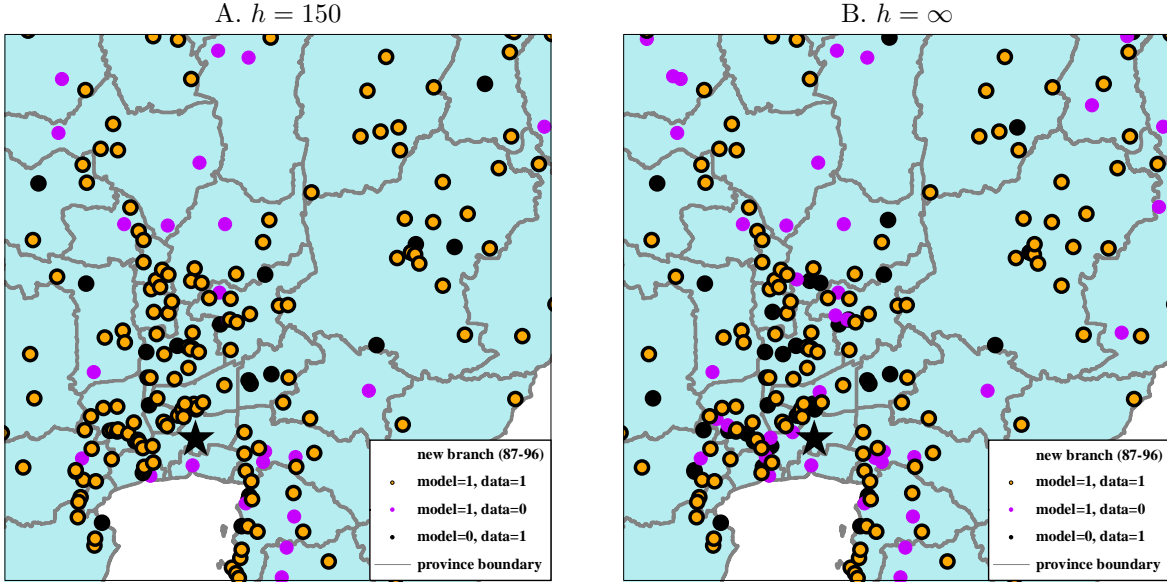 A. h = 150
B. h = ∞
new branch (87-96)
model=1, data=1
model=1, data=0
model=0, data=1
province boundary
new branch (87-96)
model=1, data=1
model=1, data=0
model=0, data=1
province boundary